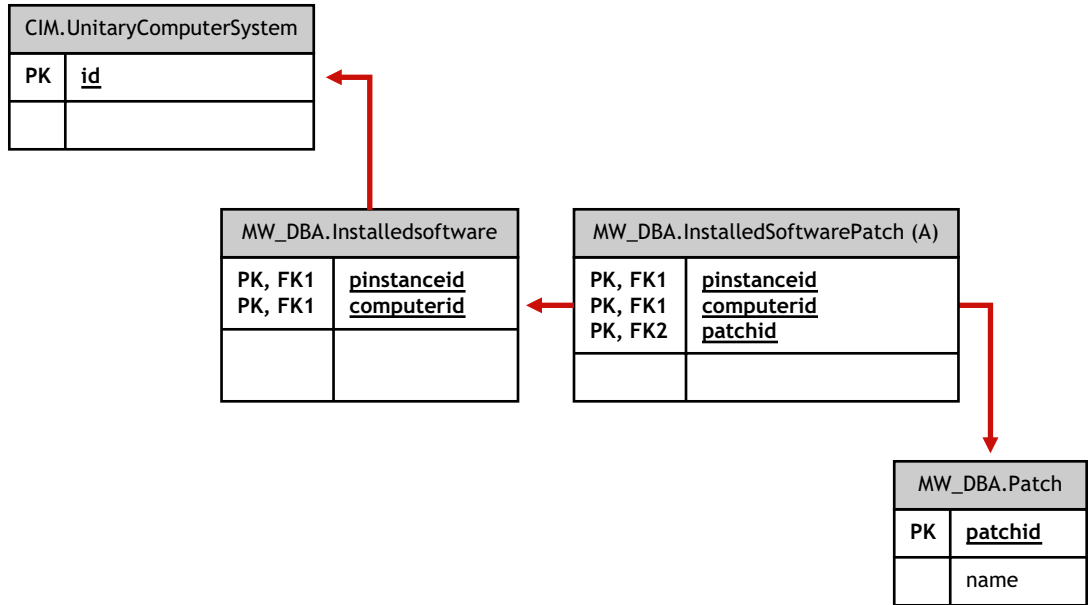 CIM.UnitaryComputerSystem
PK id
MW_DBA.Installedsoftware
PK, FK1 pinstanceid
PK, FK1 computerid
MW_DBA.InstalledSoftwarePatch (A)
PK, FK1 pinstanceid
PK, FK1 computerid
PK, FK2 patchid
MW_DBA.Patch
PK patchid
name